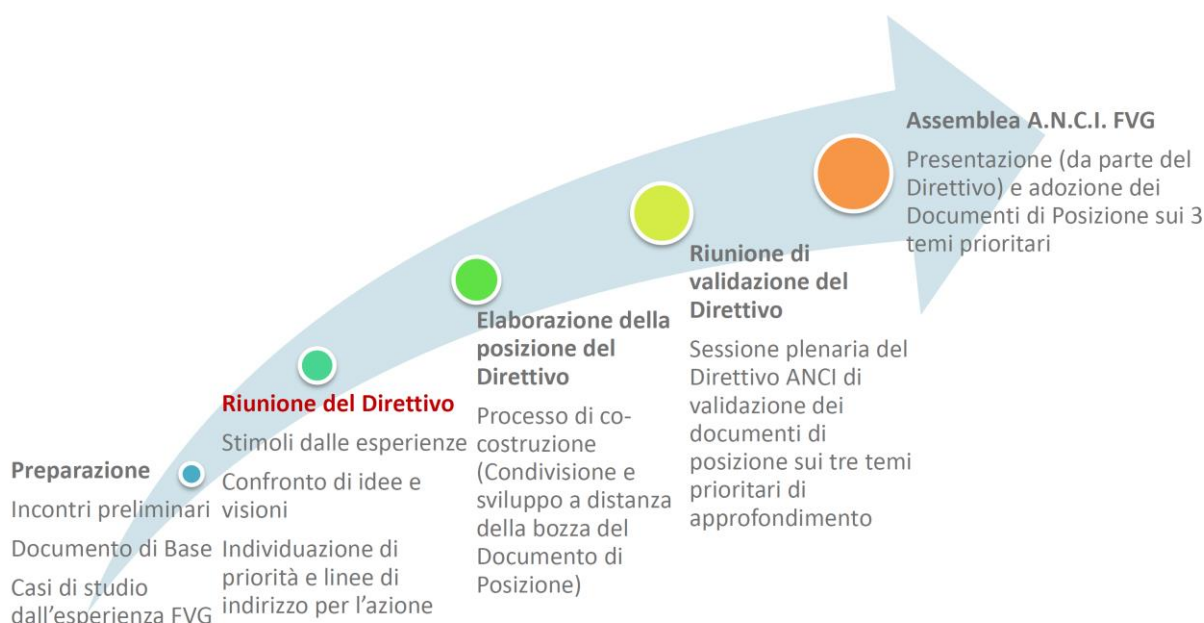 Preparazione
Incontri preliminari
Documento di Base
Casi di studio
dall'esperienza FVG
Riunione del Direttivo
Stimoli dalle esperienze
Confronto di idee e
visioni
Individuazione di
priorità e linee di
indirizzo per l'azione
Elaborazione della
posizione del
Direttivo
Processo di co-
costruzione
(Condivisione e
sviluppo a distanza
della bozza del
Documento di
Posizione)
Riunione di
validazione del
Direttivo
Sessione plenaria del
Direttivo ANCI di
validazione dei
documenti di
posizione sui tre temi
prioritari di
approfondimento
Assemblea A.N.C.I. FVG
Presentazione (da parte del
Direttivo) e adozione dei
Documenti di Posizione sui 3
temi prioritari